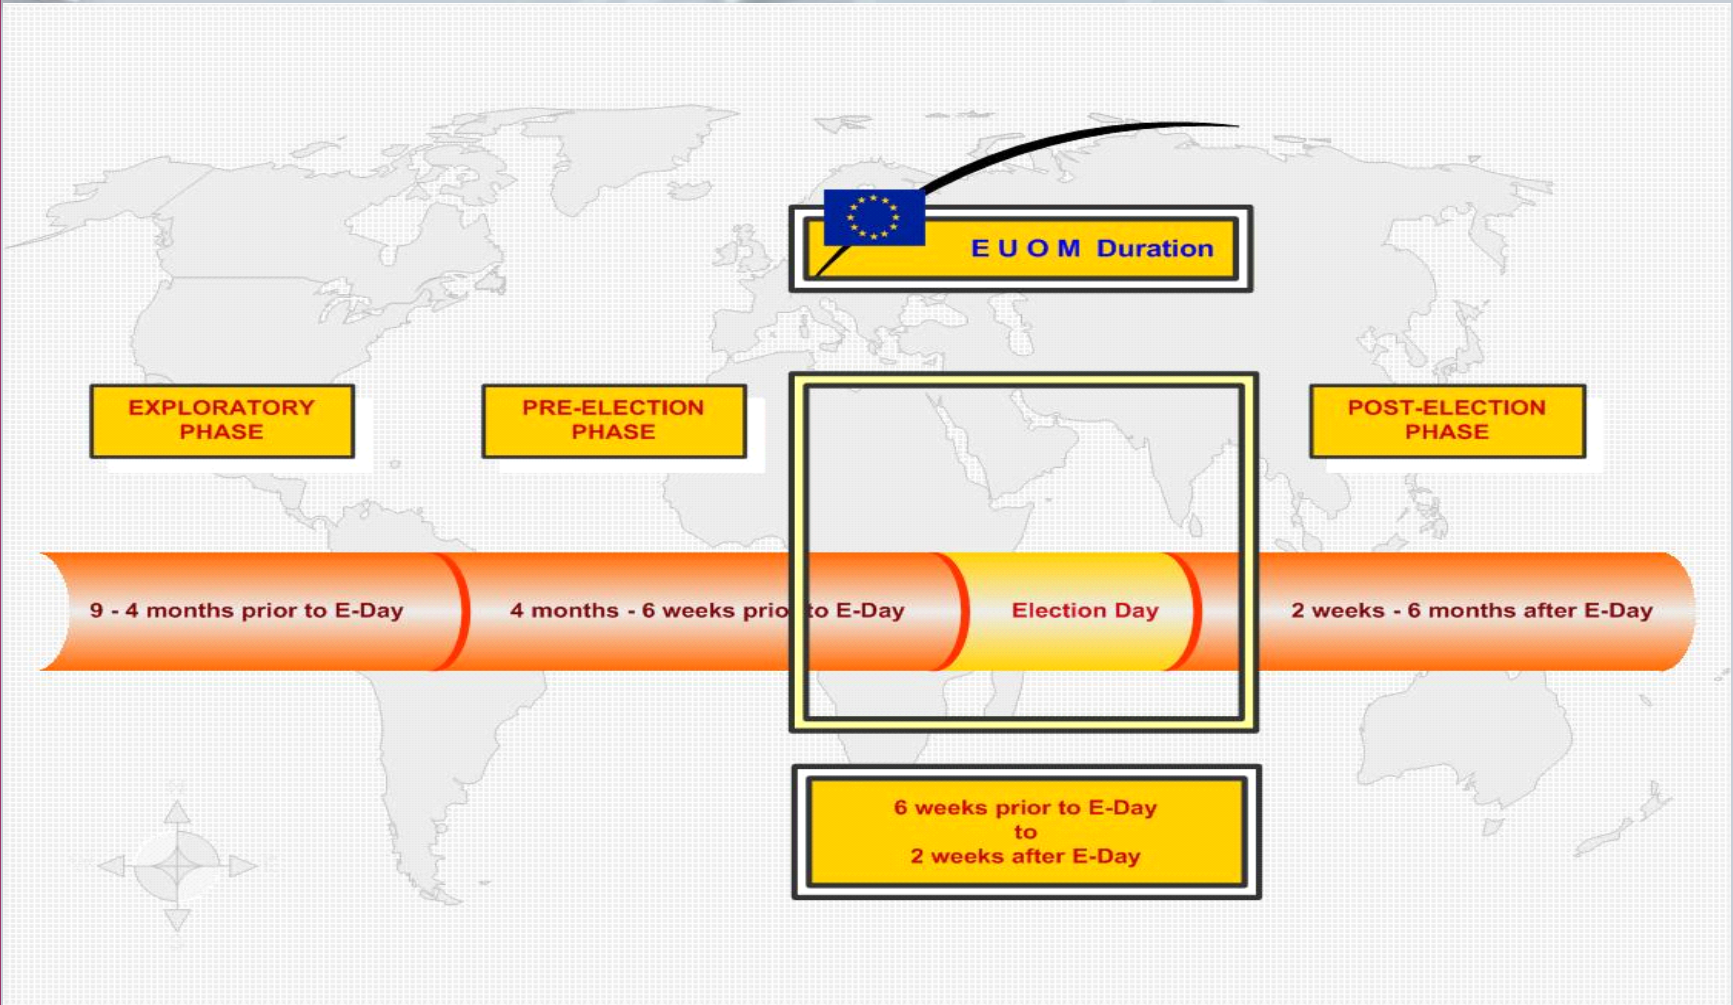 E U O M Duration
EXPLORATORY
PHASE
PRE-ELECTION
PHASE
POST-ELECTION
PHASE
9 - 4 months prior to E-Day
4 months - 6 weeks prio to E-Day
Election Day
2 weeks - 6 months after E-Day
6 weeks prior to E-Day
to
2 weeks after E-Day